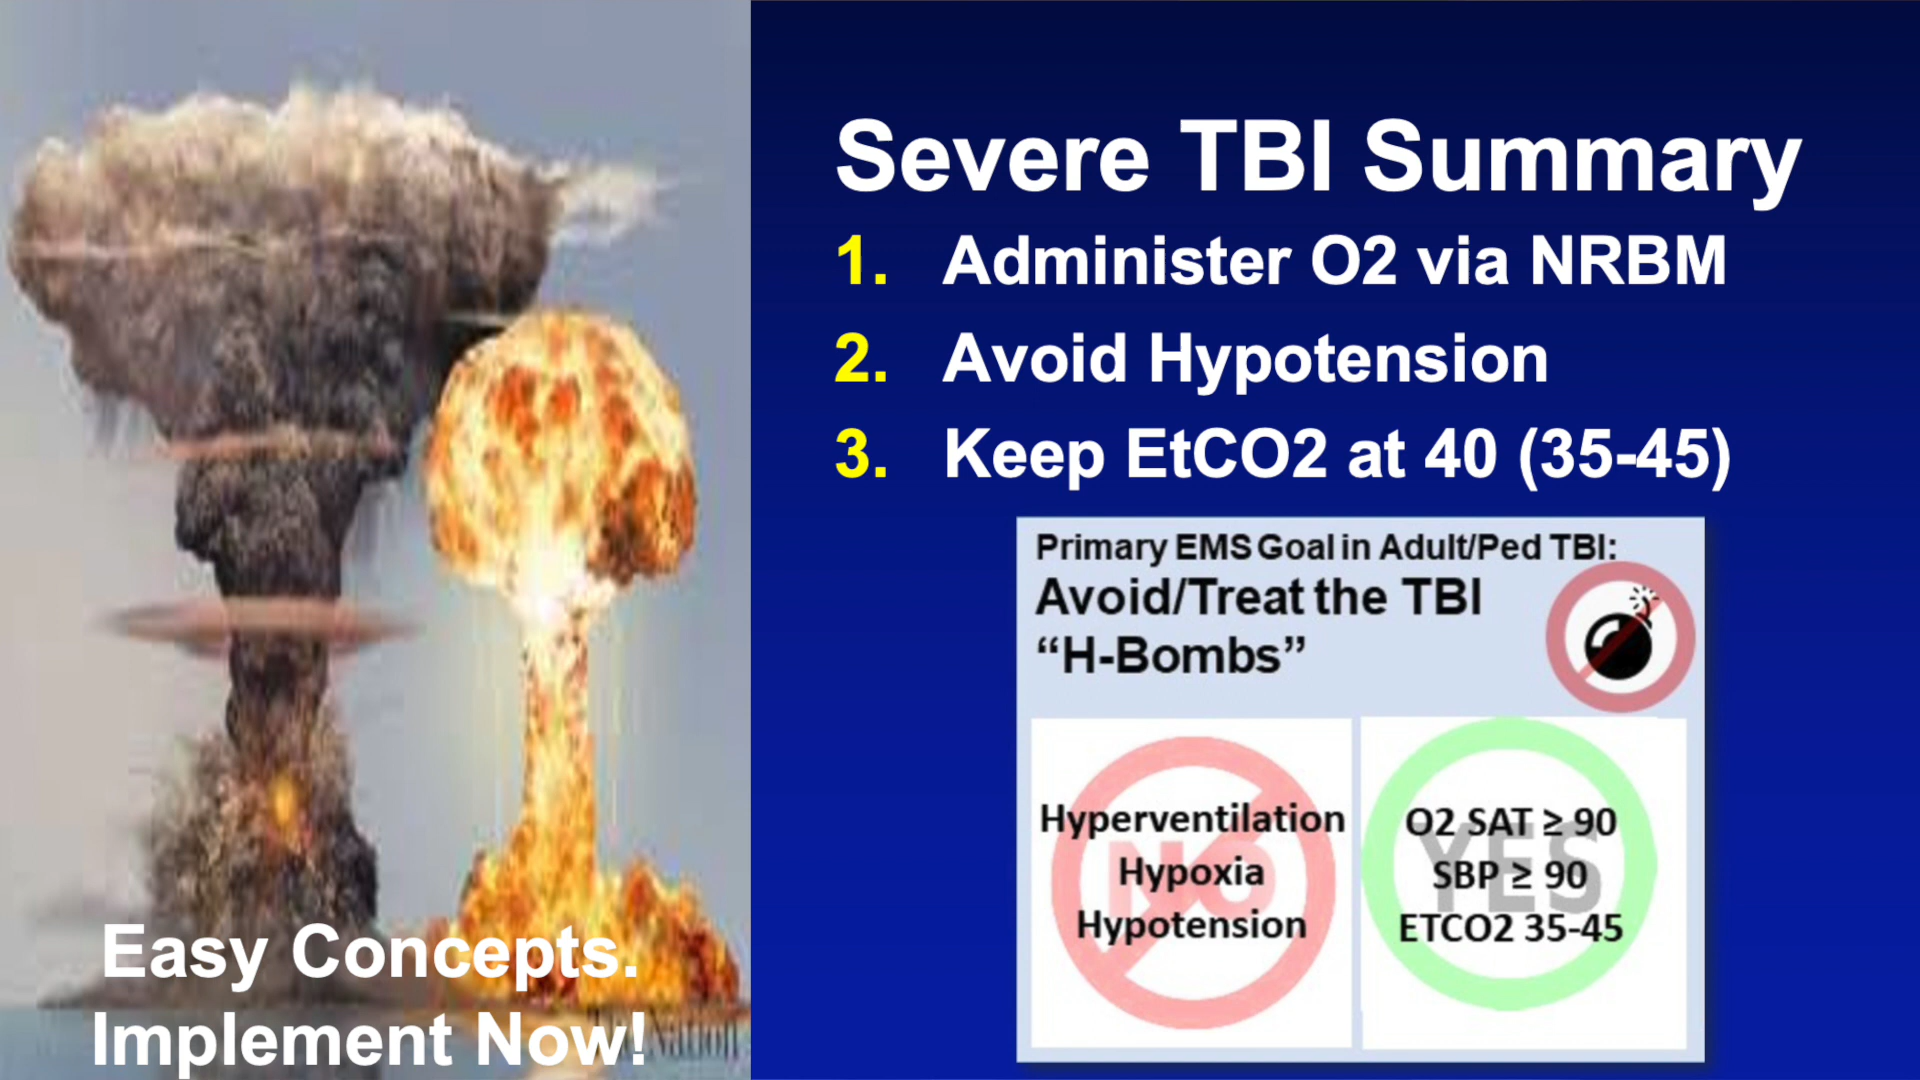 Severe TBI Summary
1. Administer O2 via NRBM
2. Avoid Hypotension
3. Keep EtCO2 at 40 (35-45)
Primary EMS Goal in Adult/Ped TBI:
Avoid/Treat the TBI
“H-Bombs”
NO
Hyperventilation
Hypoxia
Hypotension
YES
O2 SAT ≥ 90
SBP ≥ 90
ETCO2 35-45
Easy Concepts.
Implement Now!